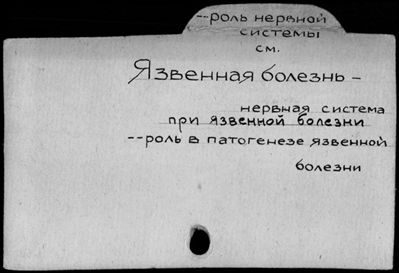 --роль нервной
системы
см.
Язвенная болезнь –
нервная система
при язвенной болезни
--роль в патогенезе язвенной
болезни